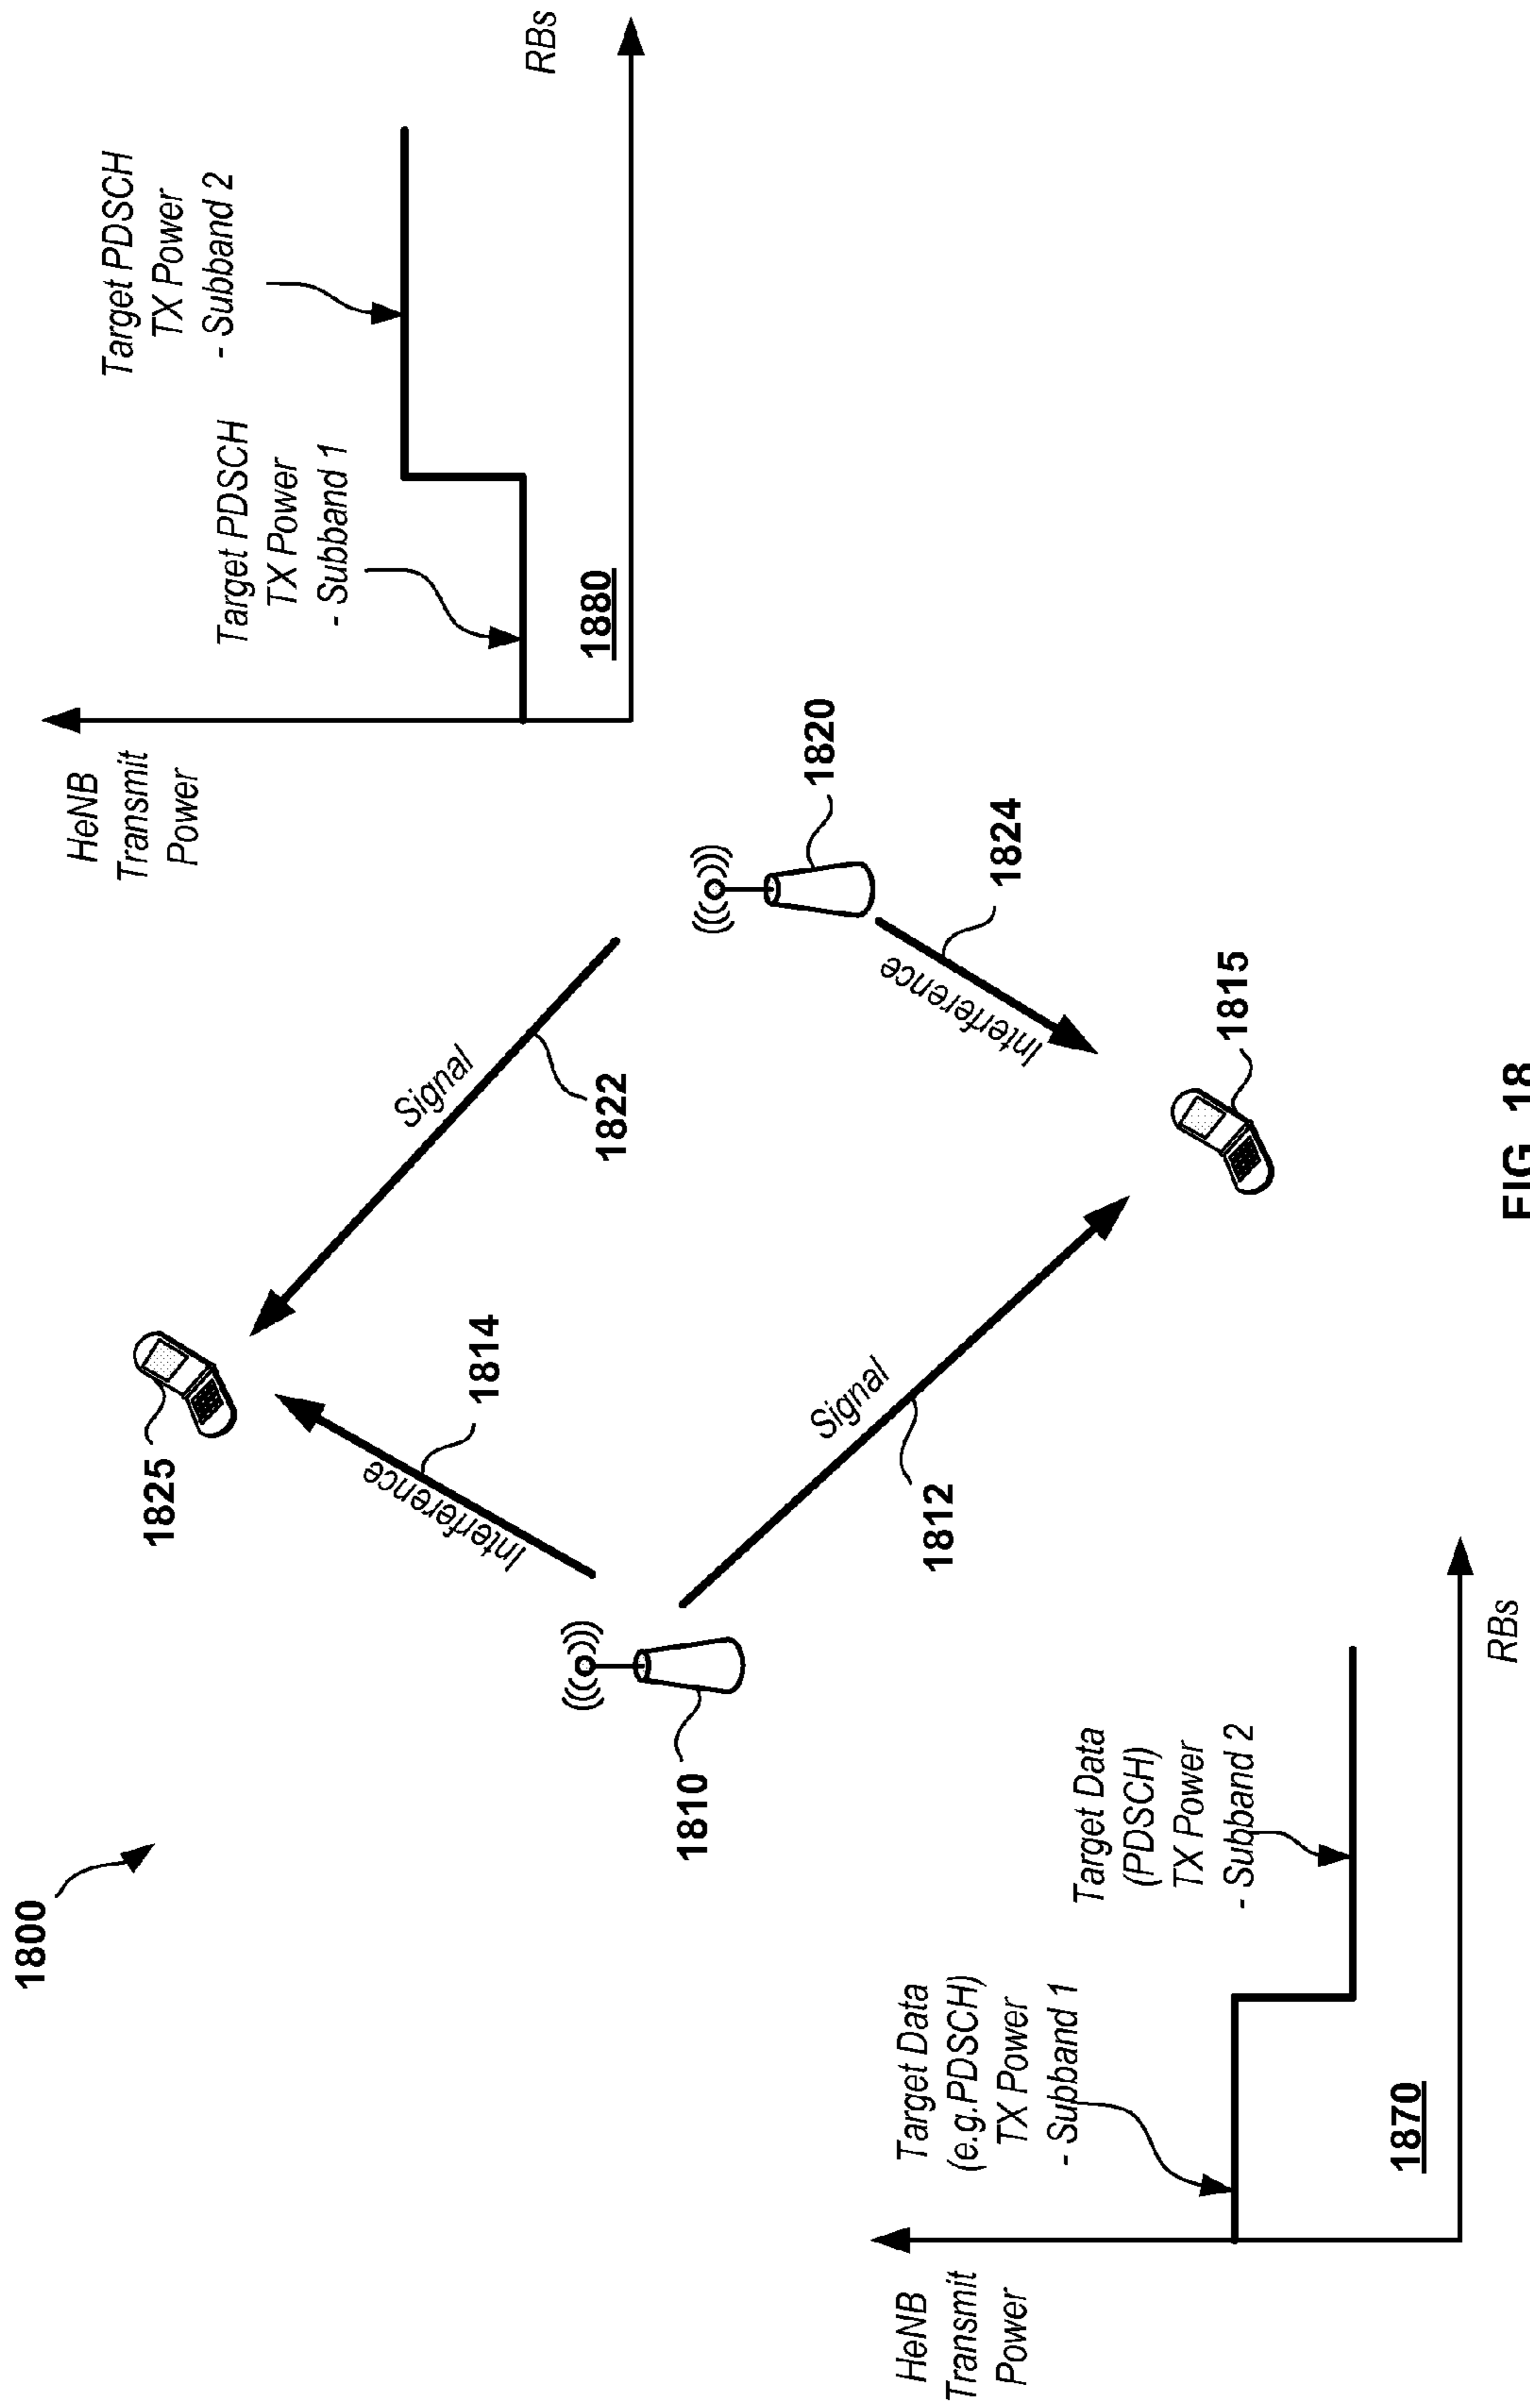 1800
HeNB
Transmit
Power
Target PDSCH
TX Power
- Subband 1
Target PDSCH
TX Power
- Subband 2
1880
RBs
1825
Interference
1814
Signal
1822
1810
1820
Signal
1812
Interference
1824
1815
HeNB
Transmit
Power
Target Data
(e.g.PDSCH)
TX Power
- Subband 1
Target Data
(PDSCH)
TX Power
- Subband 2
1870
RBs
FIG. 18